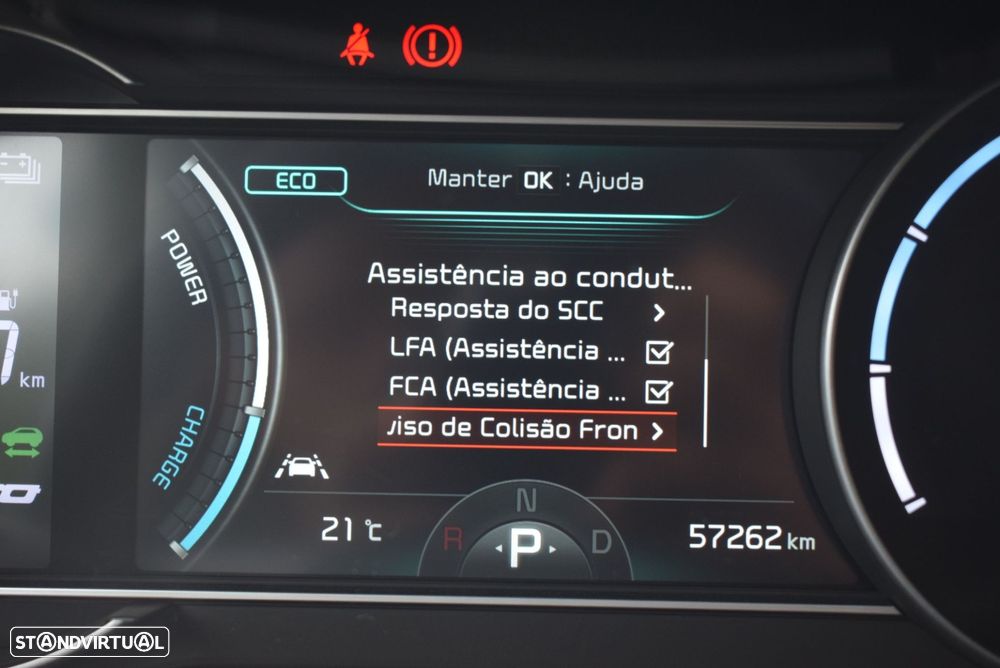 ECO
Manter OK : Ajuda
POWER
Assistência ao condut...
Resposta do SCC
LFA (Assistência ...
FCA (Assistência ...
viso de Colisão Fron
km
CHARGE
21 °C
R N D
P
57262 km
STANDVIRTUAL